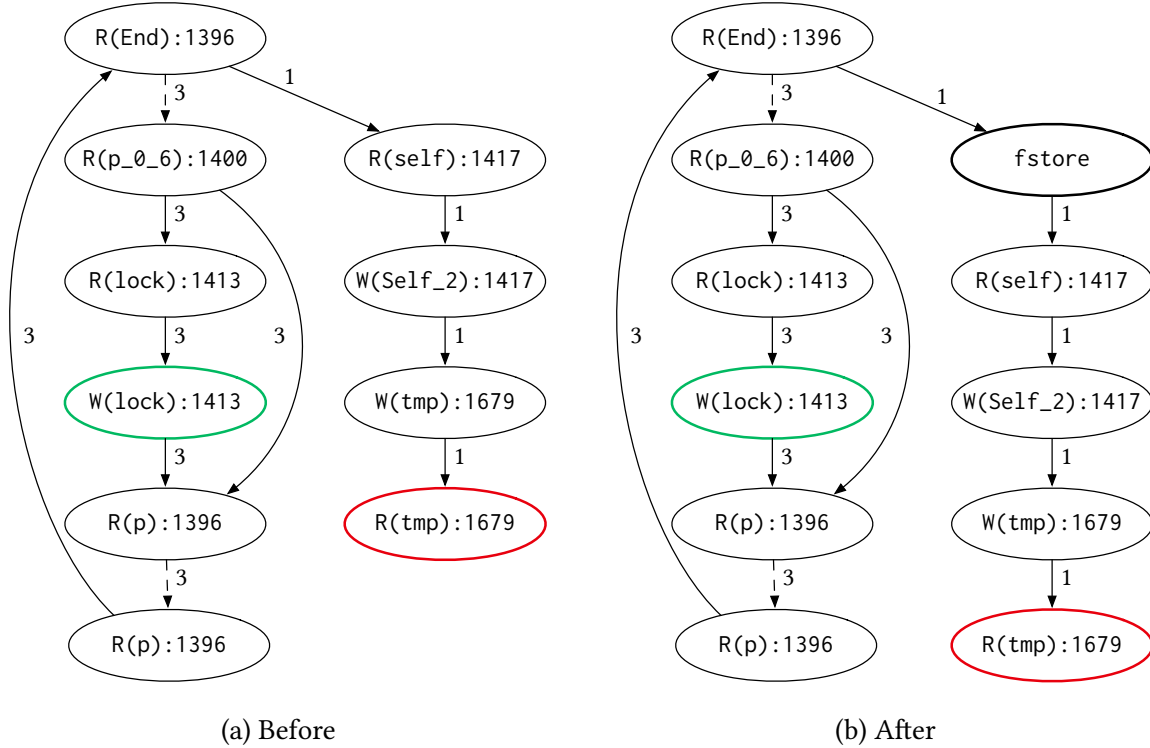 R(End):1396
3
1
R(p_0_6):1400
R(self):1417
3
1
R(lock):1413
W(Self_2):1417
3
3
3
1
W(lock):1413
W(tmp):1679
3
1
R(p):1396
R(tmp):1679
3
R(p):1396
(a) Before
R(End):1396
3
1
R(p_0_6):1400
fstore
3
1
R(lock):1413
R(self):1417
3
3
3
1
W(lock):1413
W(Self_2):1417
3
1
R(p):1396
W(tmp):1679
3
1
R(p):1396
R(tmp):1679
(b) After